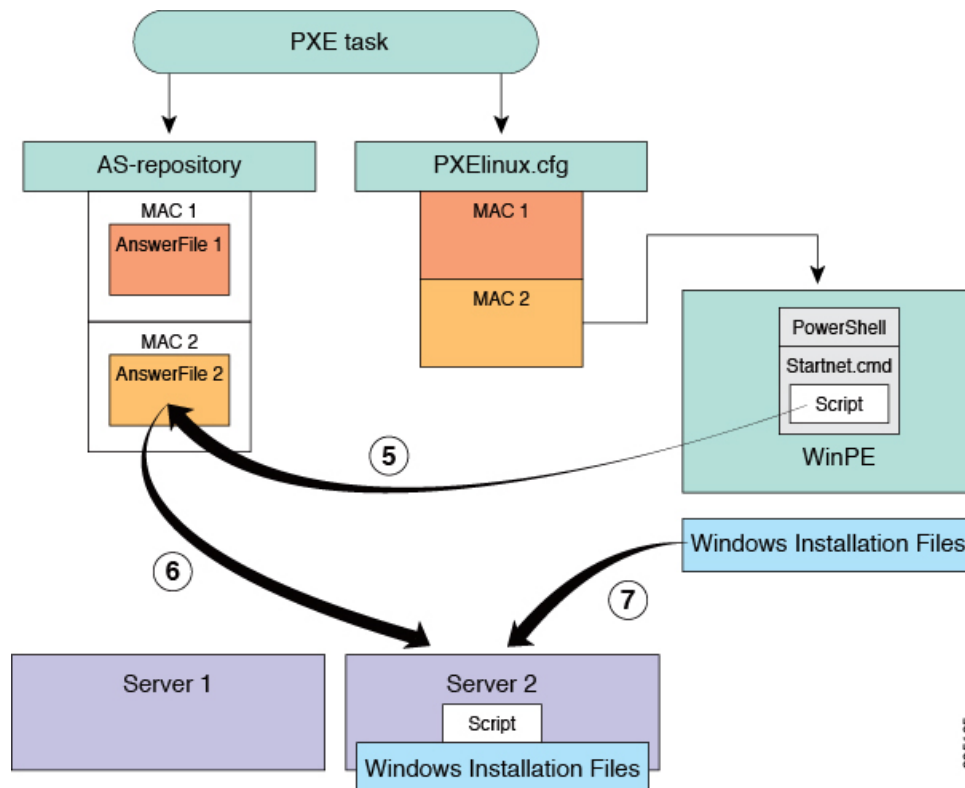 PXE task
AS-repository
PXElinux.cfg
MAC 1
AnswerFile 1
MAC 2
AnswerFile 2
MAC 1
MAC 2
PowerShell
Startnet.cmd
Script
WinPE
5
Windows Installation Files
6
7
Server 1
Server 2
Script
Windows Installation Files